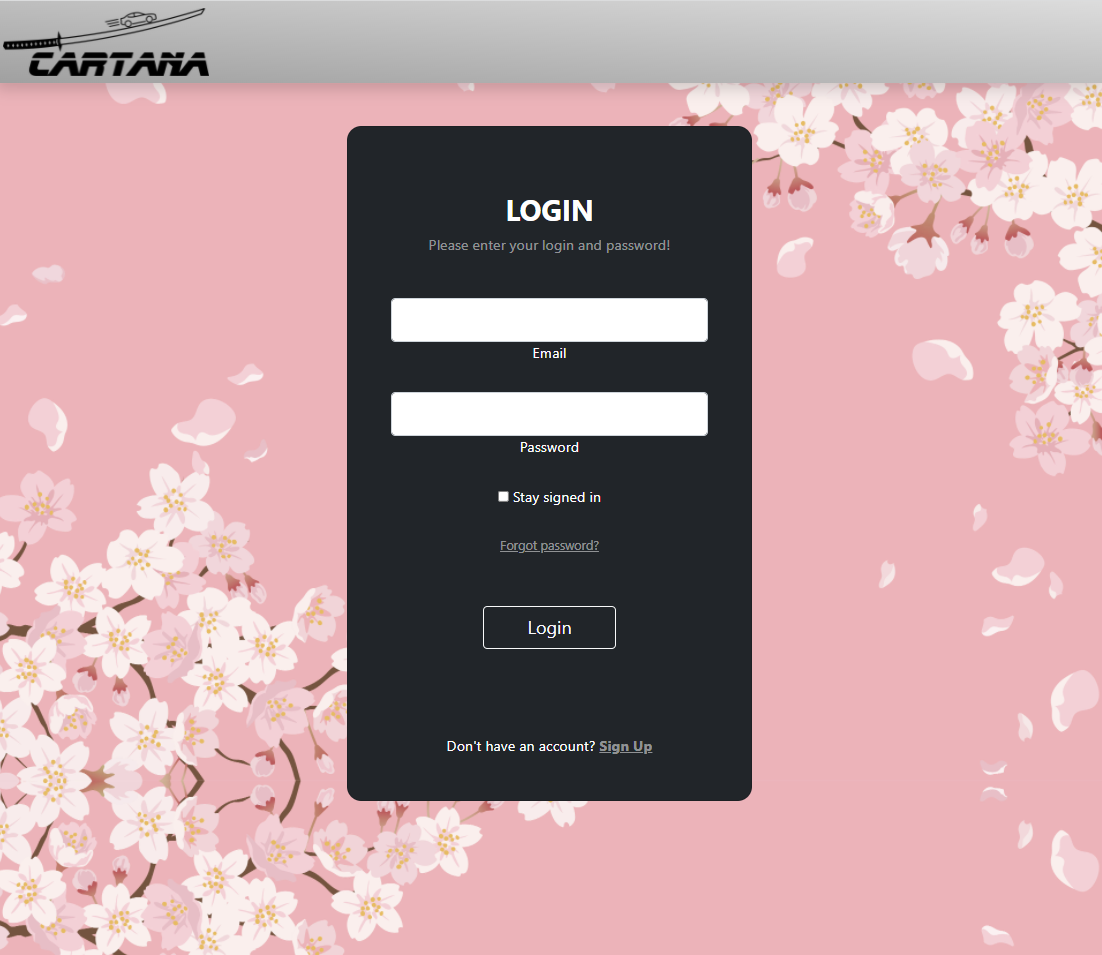 CARTANA
LOGIN
Please enter your login and password!
Email
Password
Stay signed in
Forgot password?
Login
Don't have an account? Sign Up